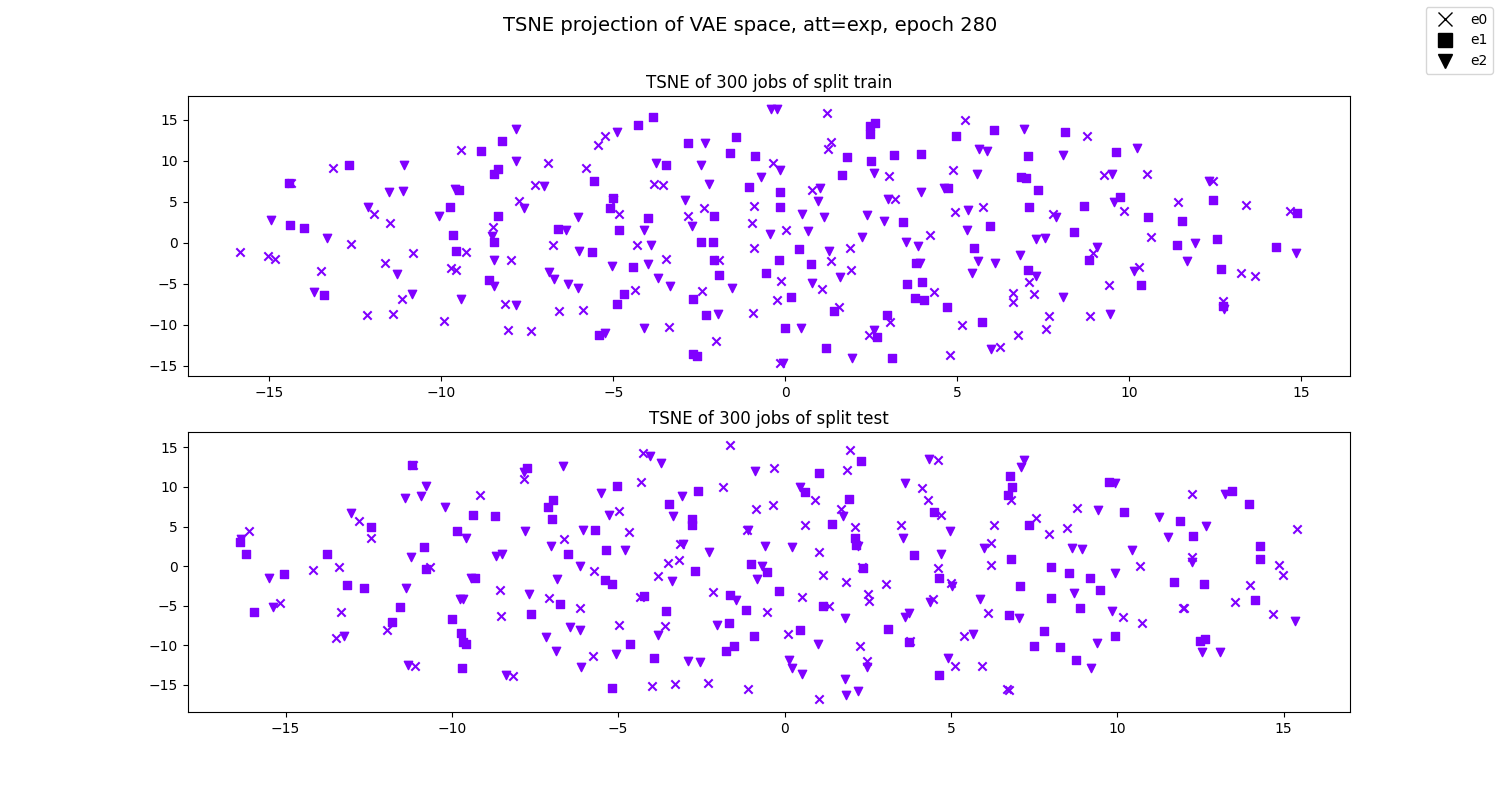 TSNE projection of VAE space, att=exp, epoch 280
e0
e1
e2
TSNE of 300 jobs of split train
15
10
5
0
−5
−10
−15
−15 −10 −5 0 5 10 15
TSNE of 300 jobs of split test
15
10
5
0
−5
−10
−15
−15 −10 −5 0 5 10 15